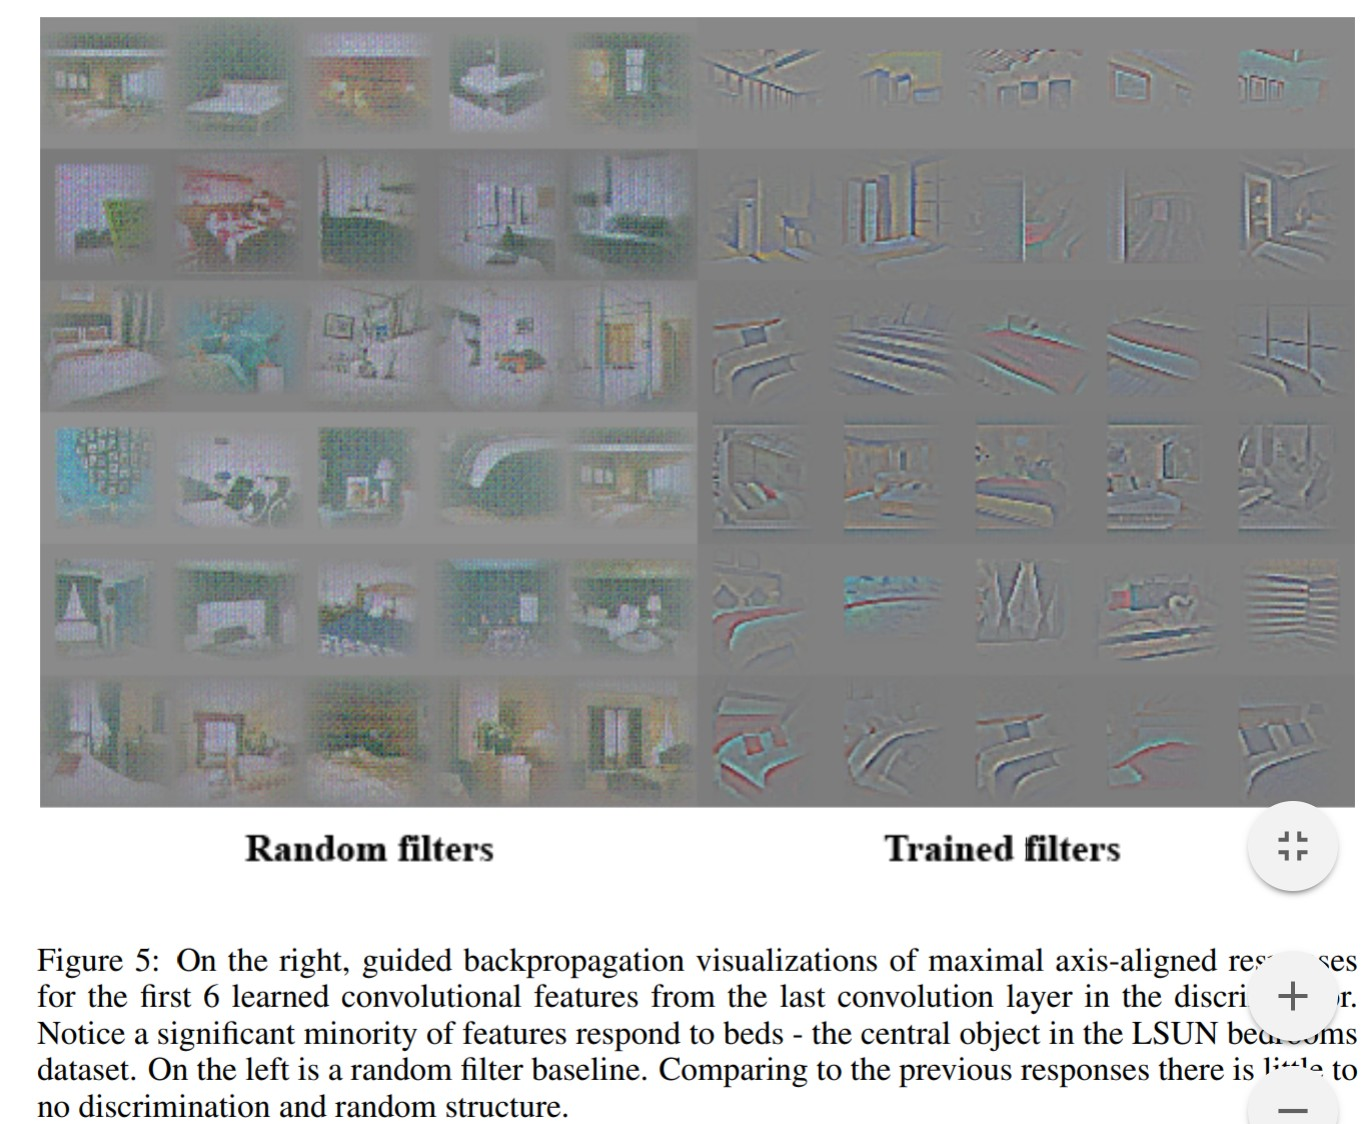 Random filters
Trained filters
Figure 5: On the right, guided backpropagation visualizations of maximal axis-aligned
for the first 6 learned convolutional features from the last convolution layer in the
Notice a significant minority of features respond to beds - the central object in the LSUN bedrooms
dataset. On the left is a random filter baseline. Comparing to the previous responses there is little to
no discrimination and random structure.